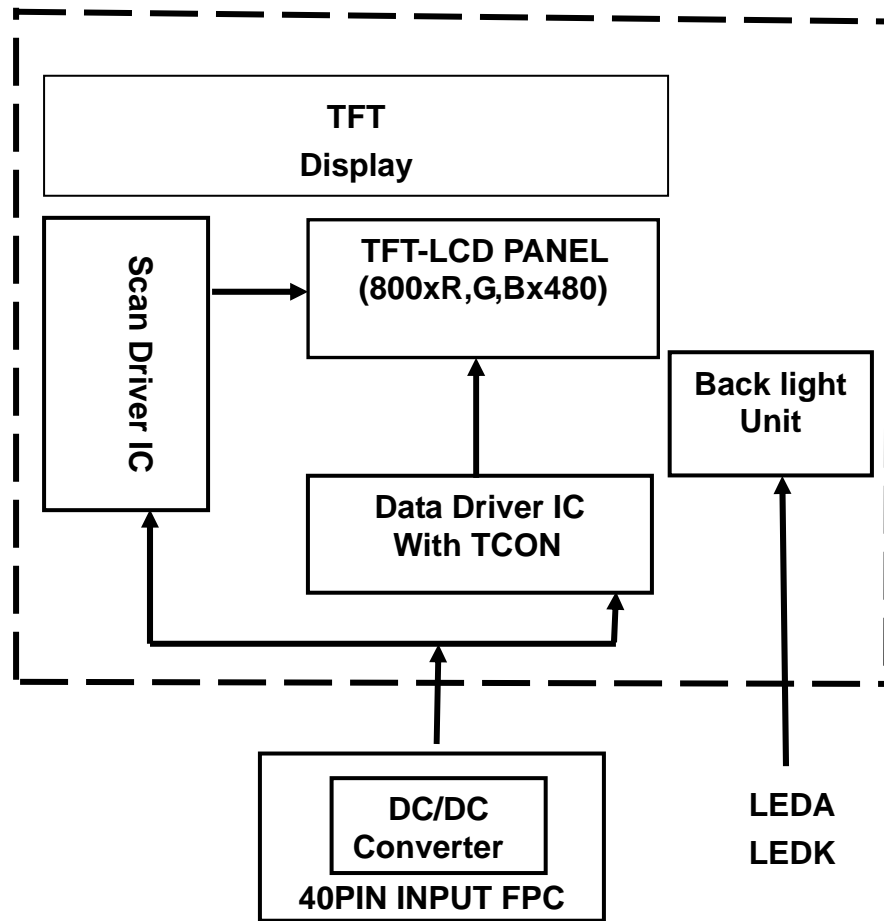 TFT
Display
Scan Driver IC
TFT-LCD PANEL
(800xR,G,Bx480)
Back light
Unit
Data Driver IC
With TCON
DC/DC
Converter
40PIN INPUT FPC
LEDA
LEDK